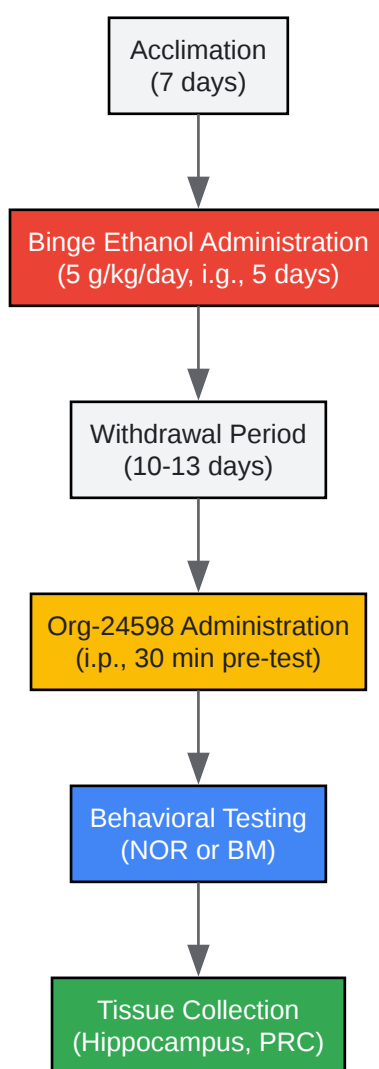 Acclimation
(7 days)
Binge Ethanol Administration
(5 g/kg/day, i.g., 5 days)
Withdrawal Period
(10-13 days)
Org-24598 Administration
(i.p., 30 min pre-test)
Behavioral Testing
(NOR or BM)
Tissue Collection
(Hippocampus, PRC)